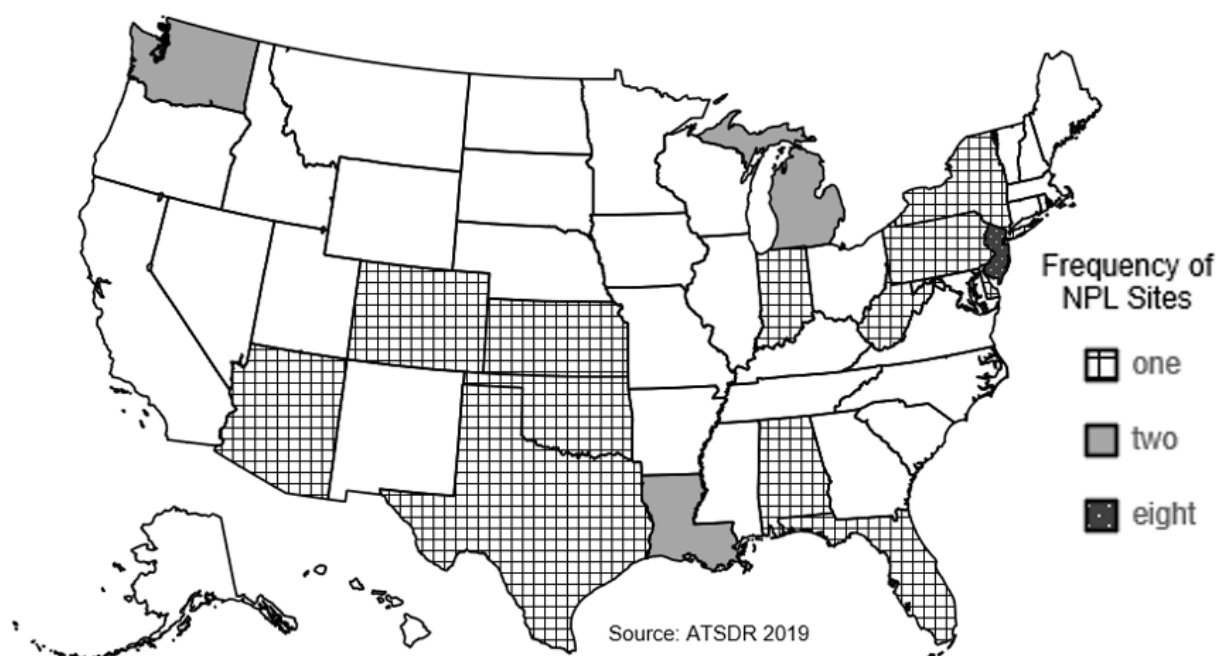 Frequency of
NPL Sites
one
two
eight
Source: ATSDR 2019